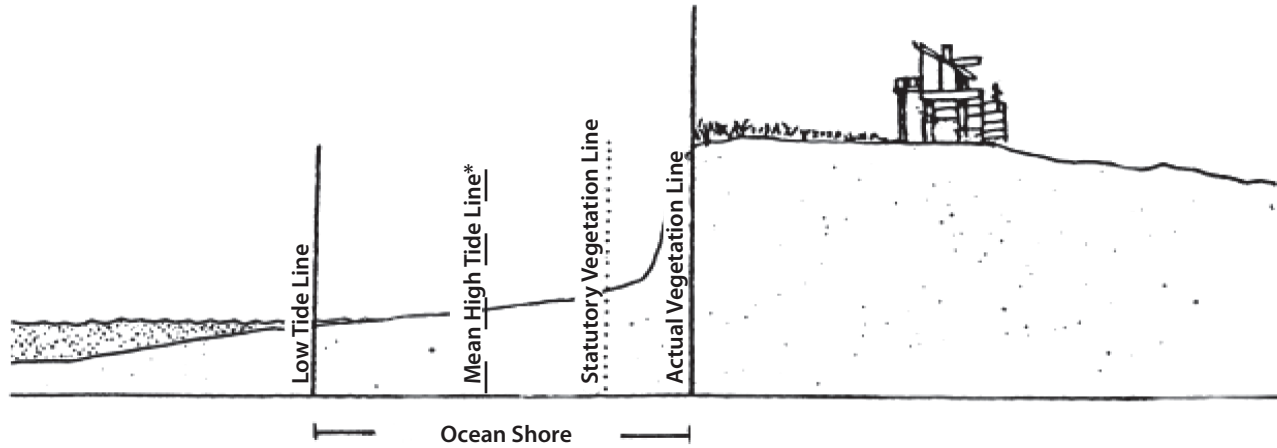 Low Tide Line
Mean High Tide Line*
Statutory Vegetation Line
Actual Vegetation Line
Ocean Shore